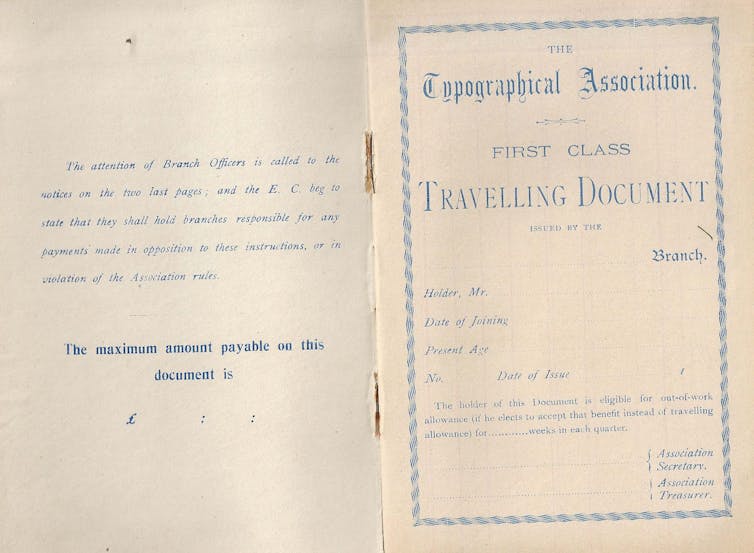 The attention of Branch Officers is called to the
notices on the two last pages; and the E. C. beg to
state that they shall hold branches responsible for any
payments made in opposition to these instructions, or in
violation of the Association rules.
The maximum amount payable on this
document is
£ : :
THE
Typographical Association.
FIRST CLASS
TRAVELLING DOCUMENT
ISSUED BY THE
Branch.
Holder, Mr.
Date of Joining
Present Age
No. Date of Issue 1
The holder of this Document is eligible for out-of-work
allowance (if he elects to accept that benefit instead of travelling
allowance) for............weeks in each quarter.
Association
Secretary.
Association
Treasurer.